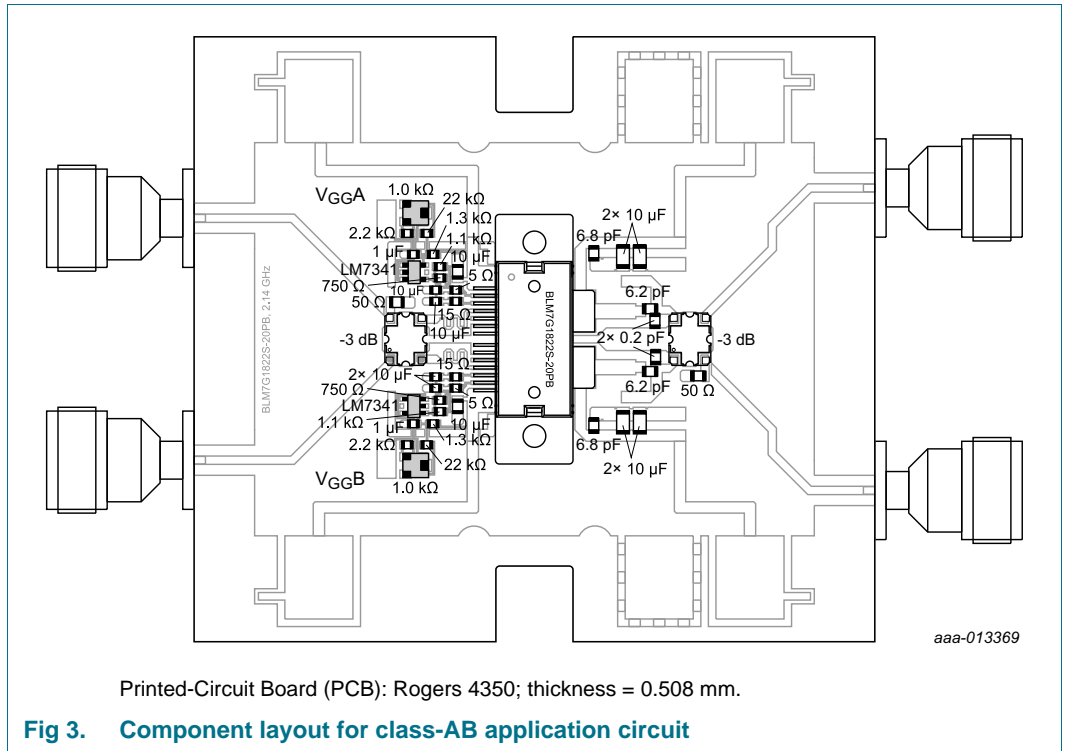 VGGA
1.0 kΩ
22 kΩ
2.2 kΩ
1.3 kΩ
1 μF
1.1 kΩ
LM7341
10 μF
750 Ω
5 Ω
10 μF
50 Ω
15 Ω
10 μF
-3 dB
BLM7G1822S-20PB, 2.14 GHz
BLM7G1822S-20PB
2× 10 μF
6.8 pF
6.2 pF
2× 0.2 pF
-3 dB
6.2 pF
50 Ω
15 Ω
2× 10 μF
750 Ω
5 Ω
LM7341
1.1 kΩ
10 μF
1 μF
1.3 kΩ
2.2 kΩ
22 kΩ
VGGB
1.0 kΩ
6.8 pF
2× 10 μF
aaa-013369
Printed-Circuit Board (PCB): Rogers 4350; thickness = 0.508 mm.
Fig 3. Component layout for class-AB application circuit